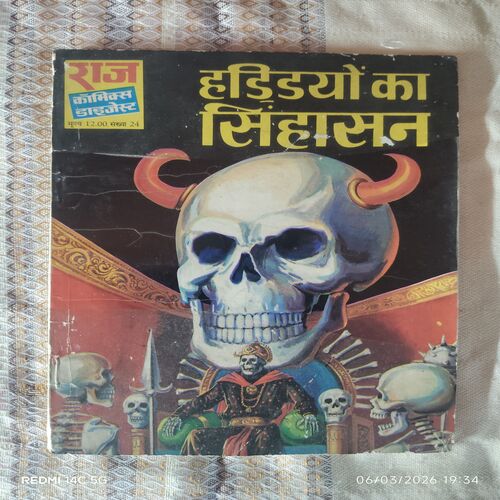 राज
कॉमिक्स
डाइजेस्ट
मूल्य 12.00 संख्या 24
हड्डियों का
सिंहासन
REDMI 14C 5G
06/03/2026 19:34